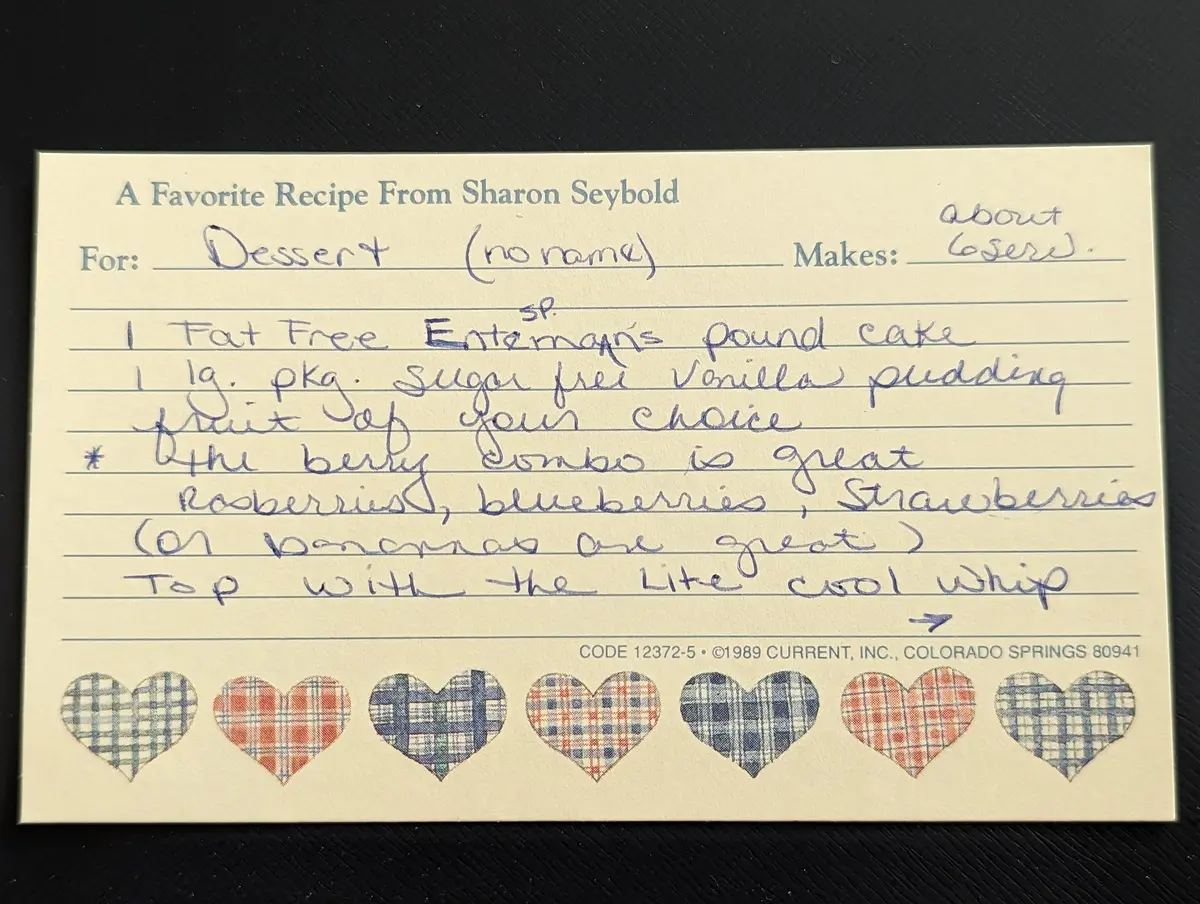 A Favorite Recipe From Sharon Seybold
For: Dessert (no name) Makes: about 6 serv.
sp.
1 Fat Free Entemann's pound cake
1 lg. pkg. sugar free vanilla pudding
fruit of your choice
* the berry combo is great
Rasberries, blueberries, Strawberries
(or bananas are great)
Top with the Lite cool whip
→
CODE 12372-5 • ©1989 CURRENT, INC., COLORADO SPRINGS 80941